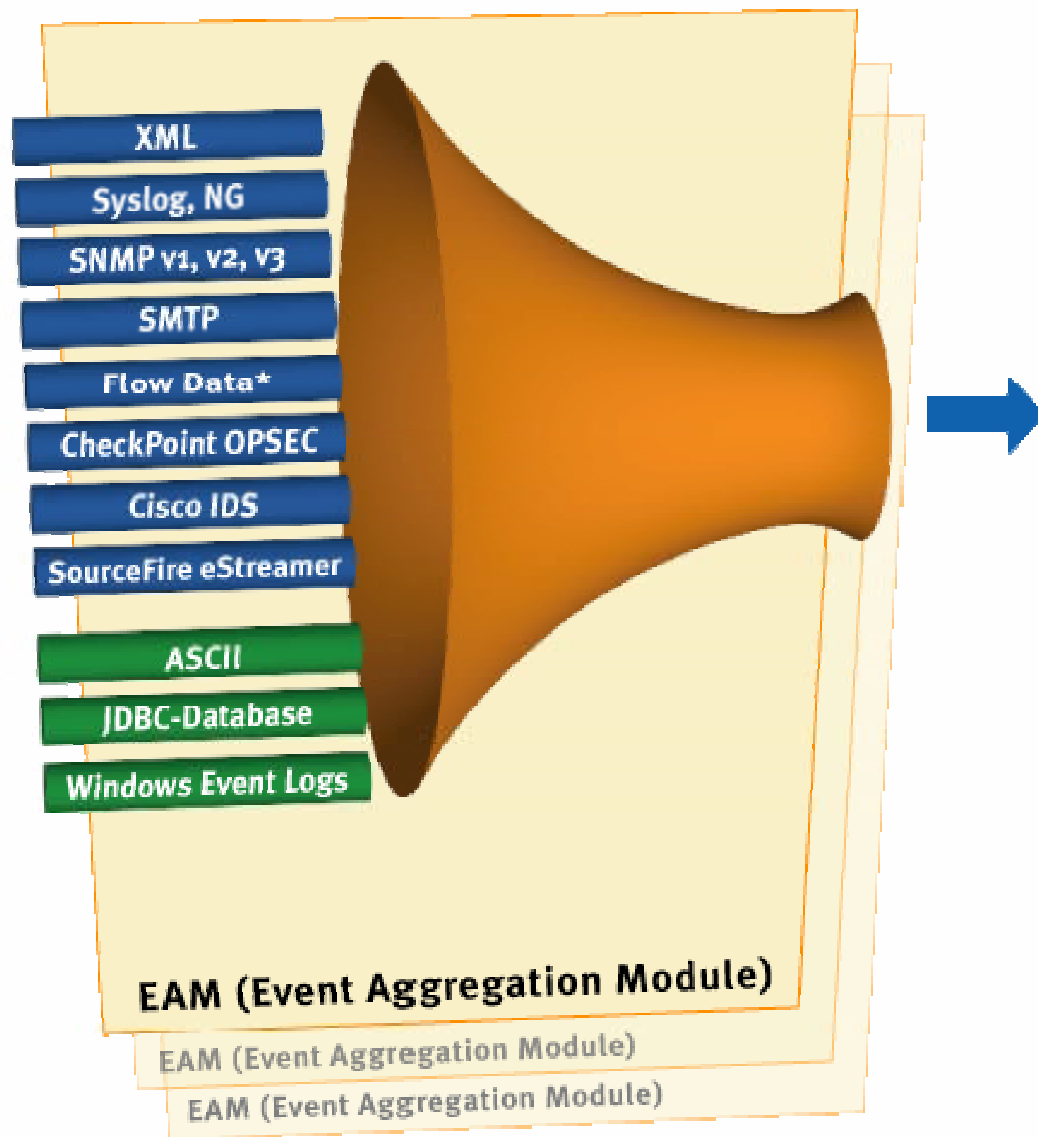 XML
Syslog, NG
SNMP v1, v2, v3
SMTP
Flow Data*
CheckPoint OPSEC
Cisco IDS
SourceFire eStreamer
ASCII
JDBC-Database
Windows Event Logs
EAM (Event Aggregation Module)
EAM (Event Aggregation Module)
EAM (Event Aggregation Module)